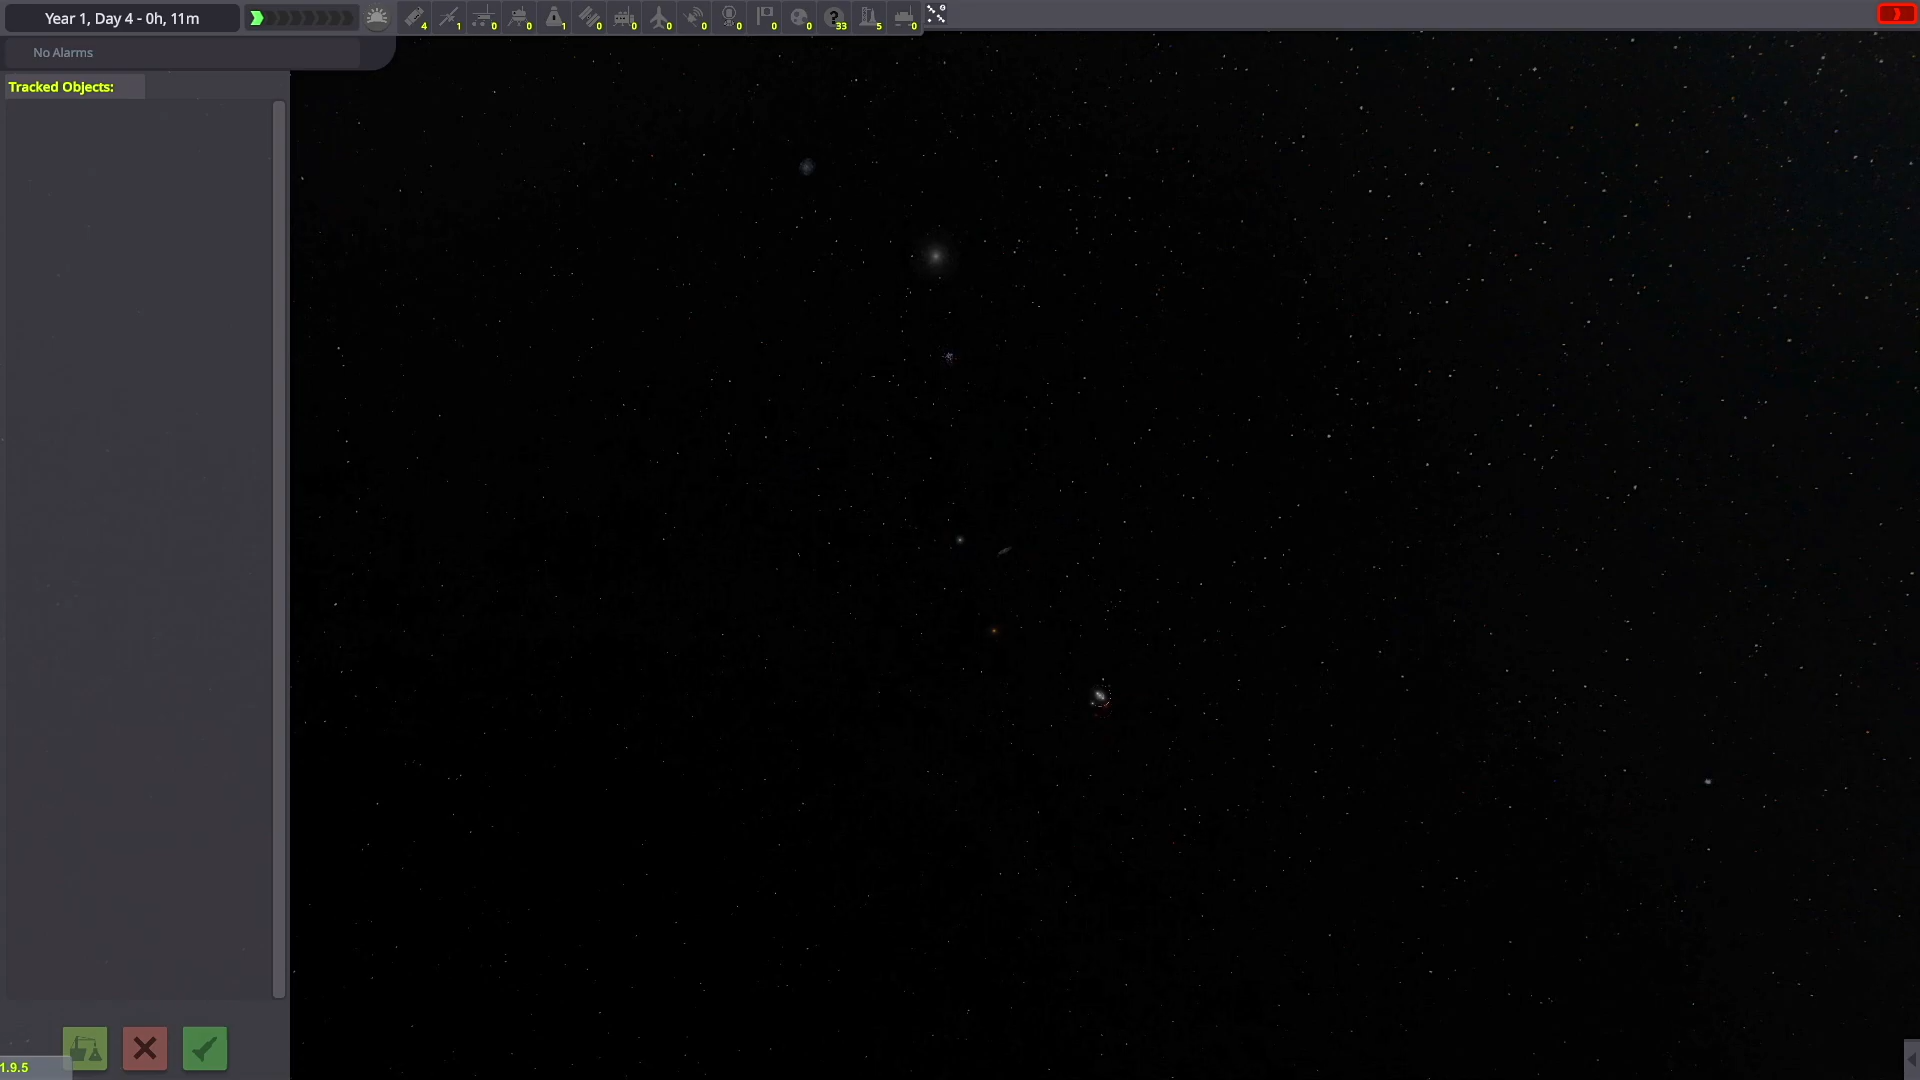 Year 1, Day 4 - 0h, 11m
4 1 0 0 1 0 0 0 0 0 0 0 33 5 0
No Alarms
Tracked Objects:
1.9.5